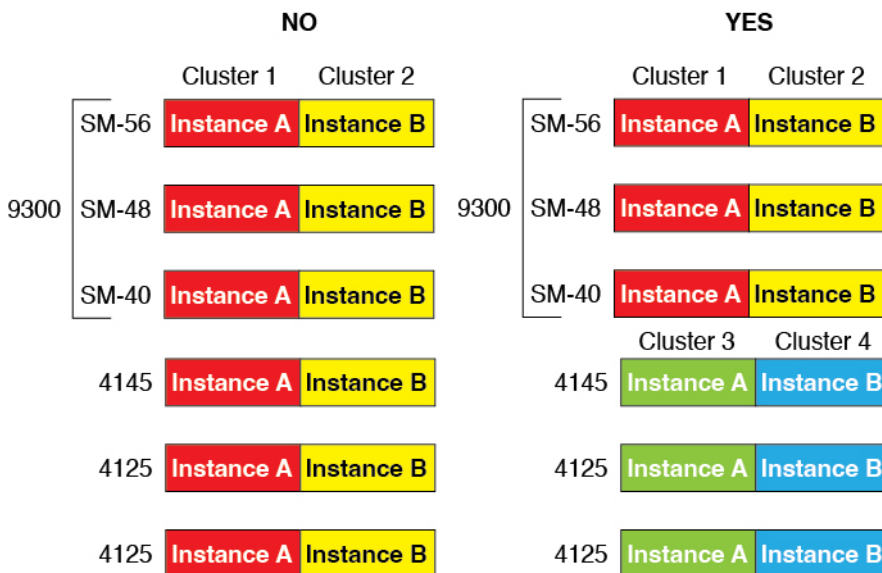 NO YES
Cluster 1 Cluster 2 Cluster 1 Cluster 2
SM-56 Instance A Instance B SM-56 Instance A Instance B
9300 SM-48 Instance A Instance B 9300 SM-48 Instance A Instance B
SM-40 Instance A Instance B SM-40 Instance A Instance B
Cluster 3 Cluster 4
4145 Instance A Instance B 4145 Instance A Instance B
4125 Instance A Instance B 4125 Instance A Instance B
4125 Instance A Instance B 4125 Instance A Instance B